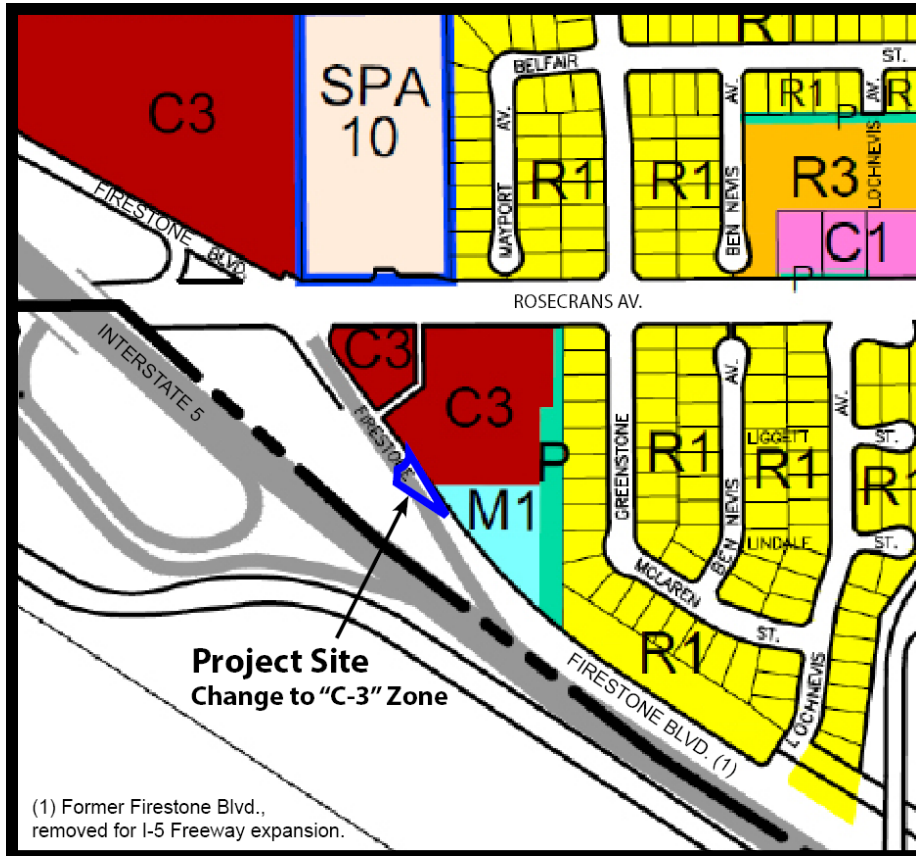 R1
ST.
BELFAIR
C3
SPA
10
AV.
AV.
R1
AV.
R
P
LOCHNEVIS
R1
R1
R3
MAYPORT
BEN NEVIS
C1
FIRESTONE
BLVD.
P
ROSECRANS AV.
INTERSTATE 5
C3
FIRESTONE
C3
P
AV.
AV.
GREENSTONE
R1
LIGGETT
ST.
R1
R1
M1
BEN NEVIS
LINDALE
ST.
MCLAREN
ST.
R1
Project Site
Change to "C-3" Zone
FIRESTONE BLVD. (1)
LOCHNEVIS
(1) Former Firestone Blvd.,
removed for I-5 Freeway expansion.